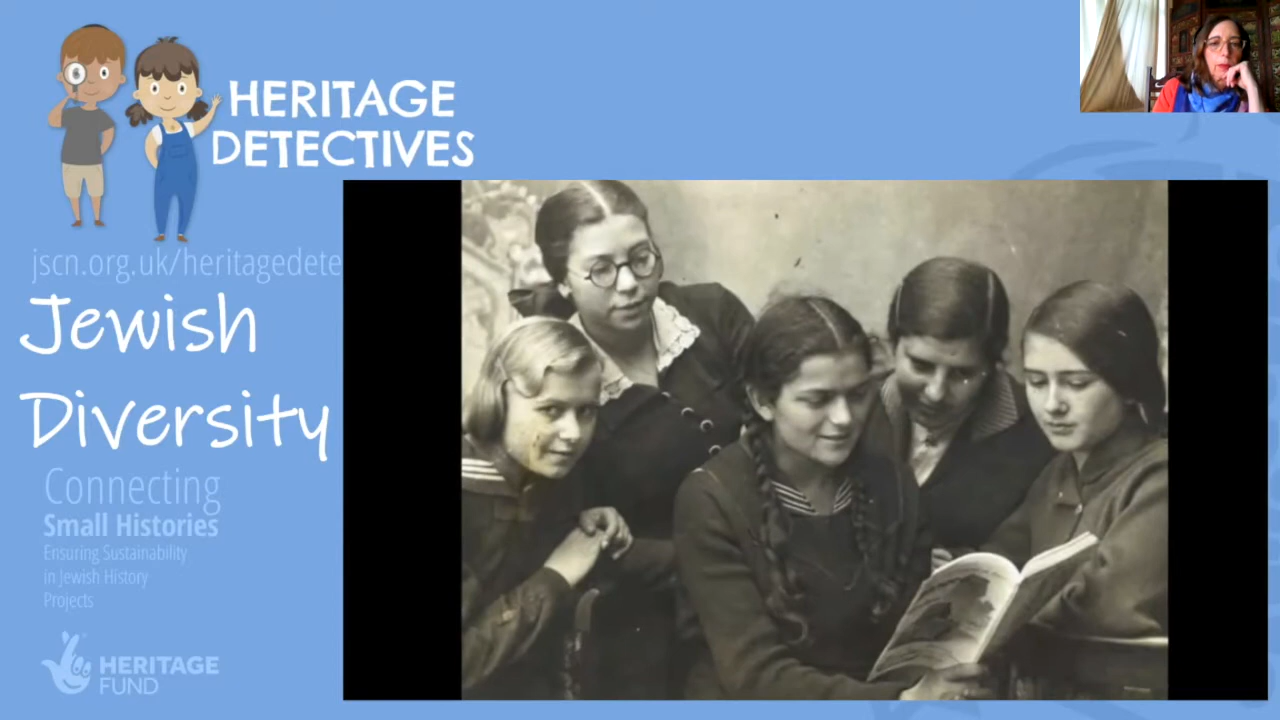 HERITAGE
DETECTIVES
jscn.org.uk/heritagedete
Jewish
Diversity
Connecting
Small Histories
Ensuring Sustainability
in Jewish History
Projects
HERITAGE
FUND